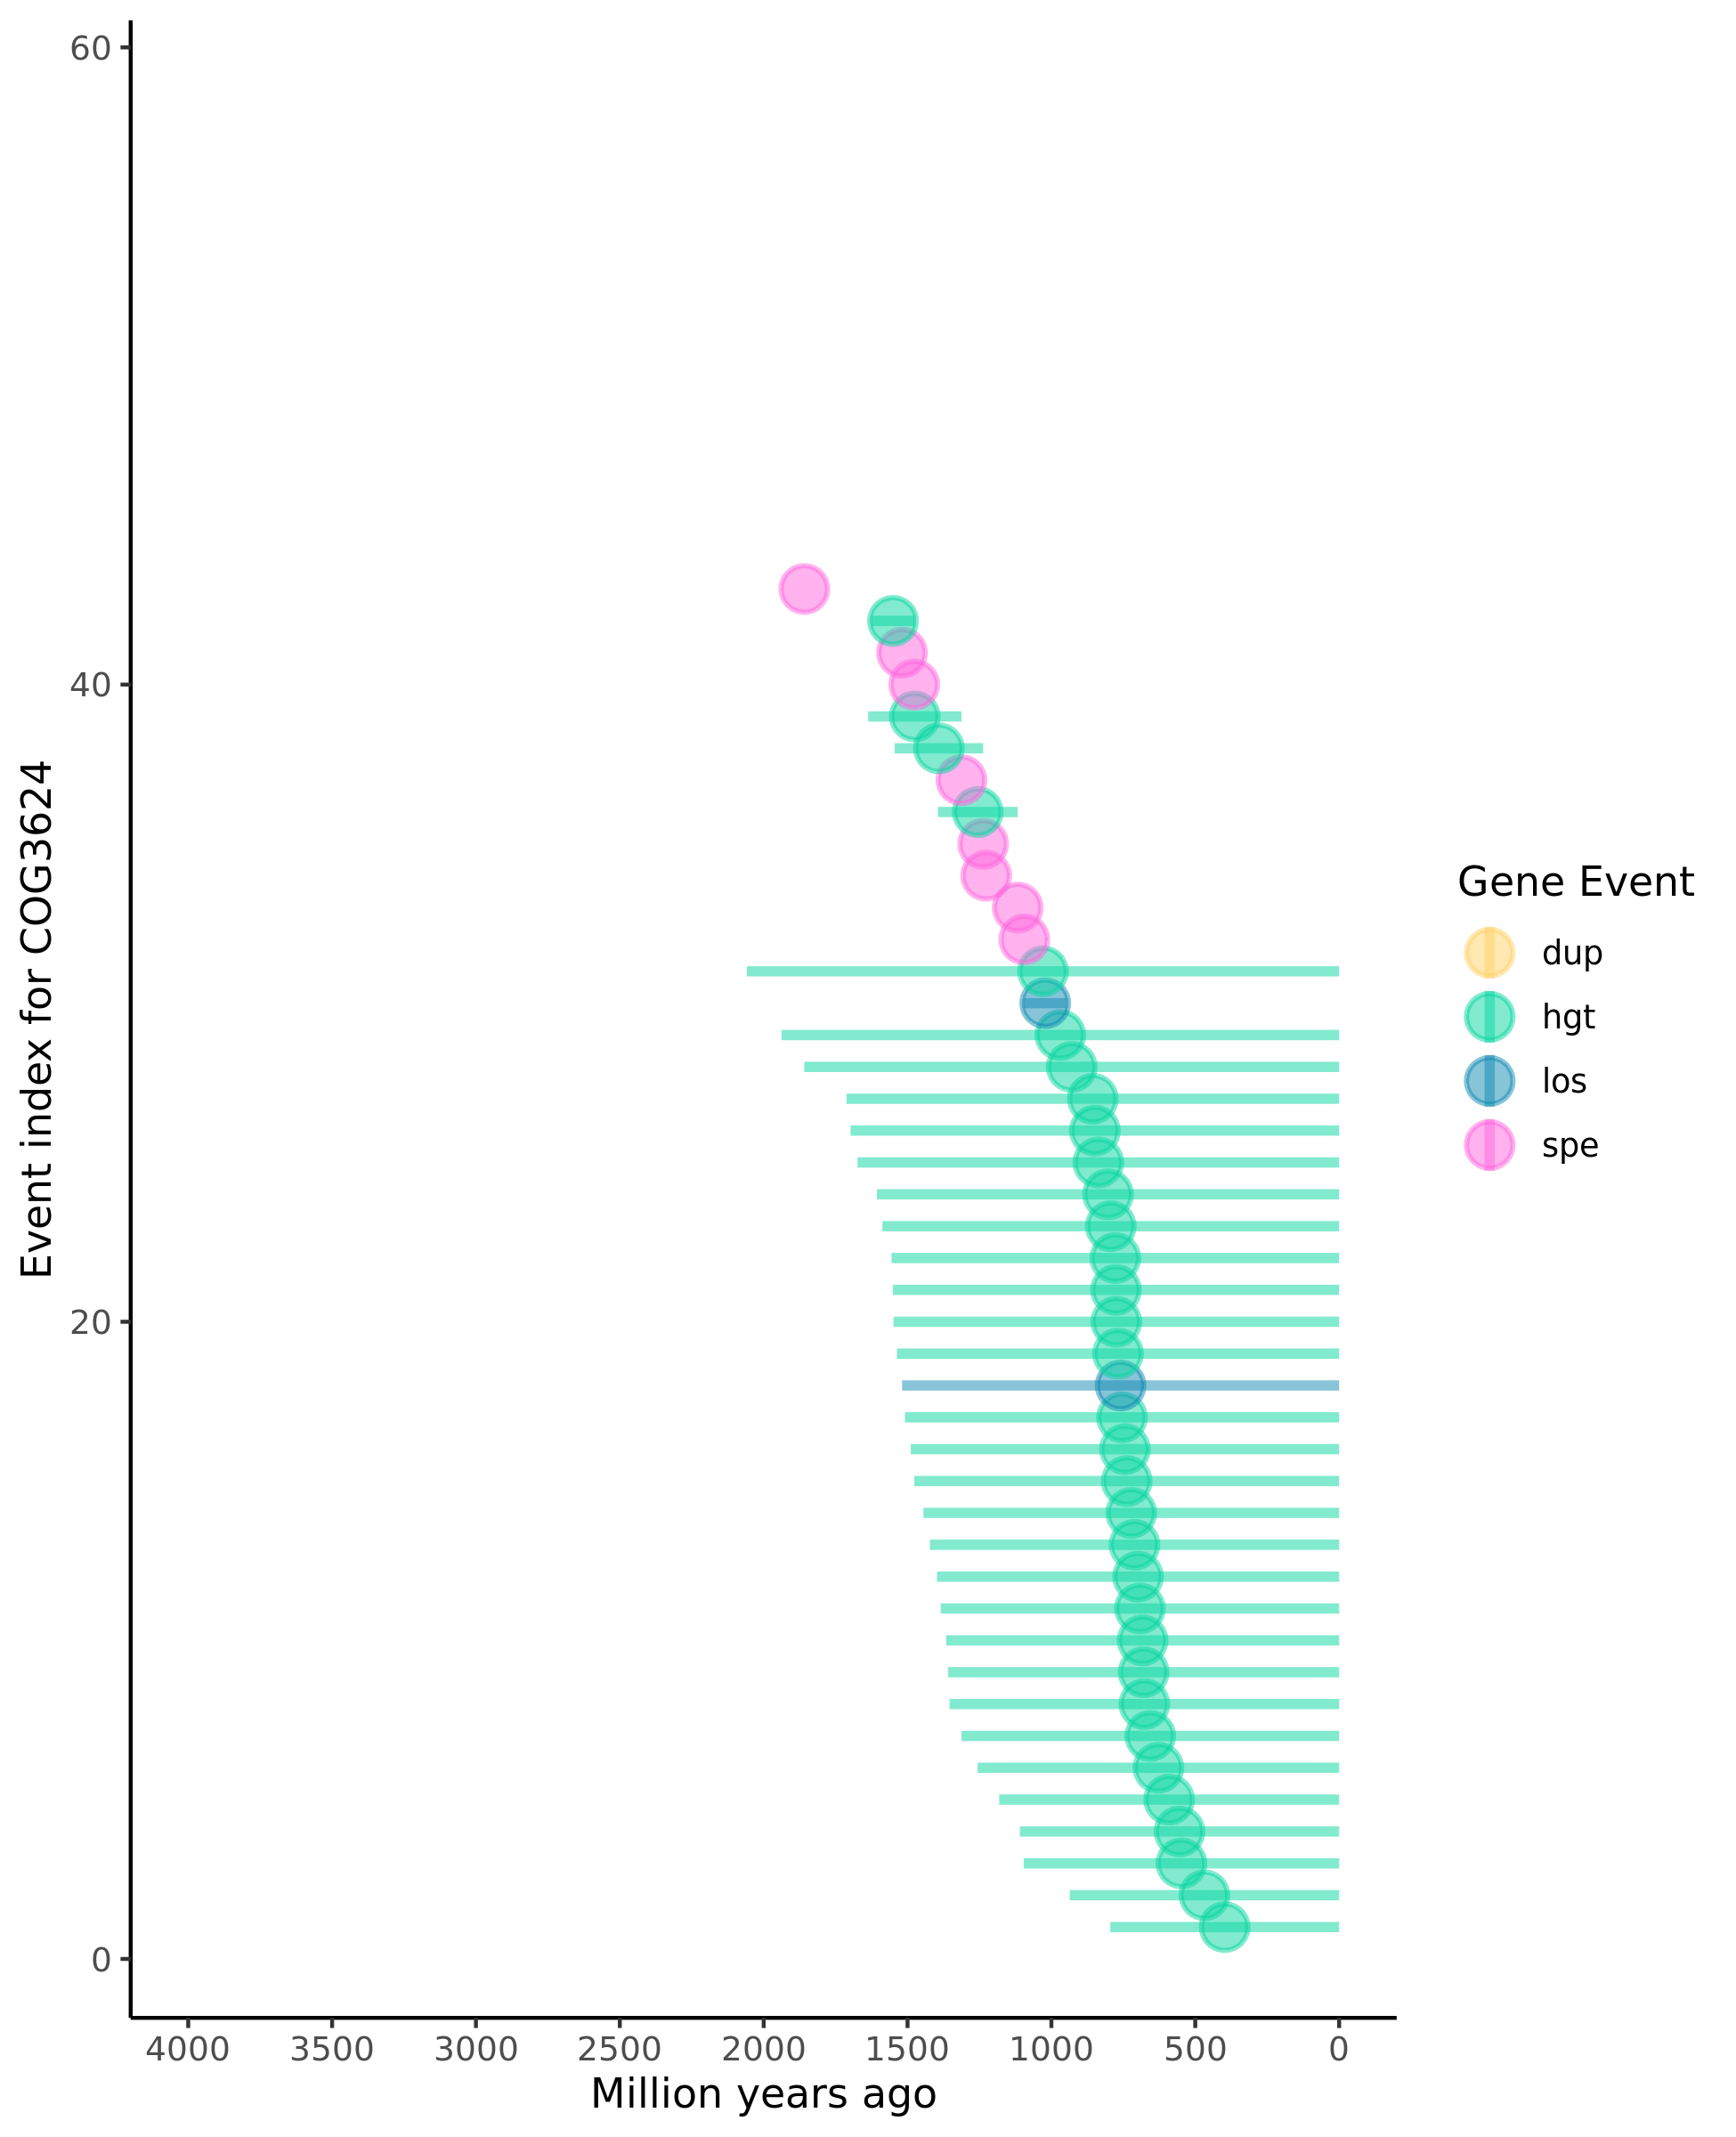 60
40
20
0
Event index for COG3624
4000 3500 3000 2500 2000 1500 1000 500 0
Million years ago
Gene Event
dup
hgt
los
spe